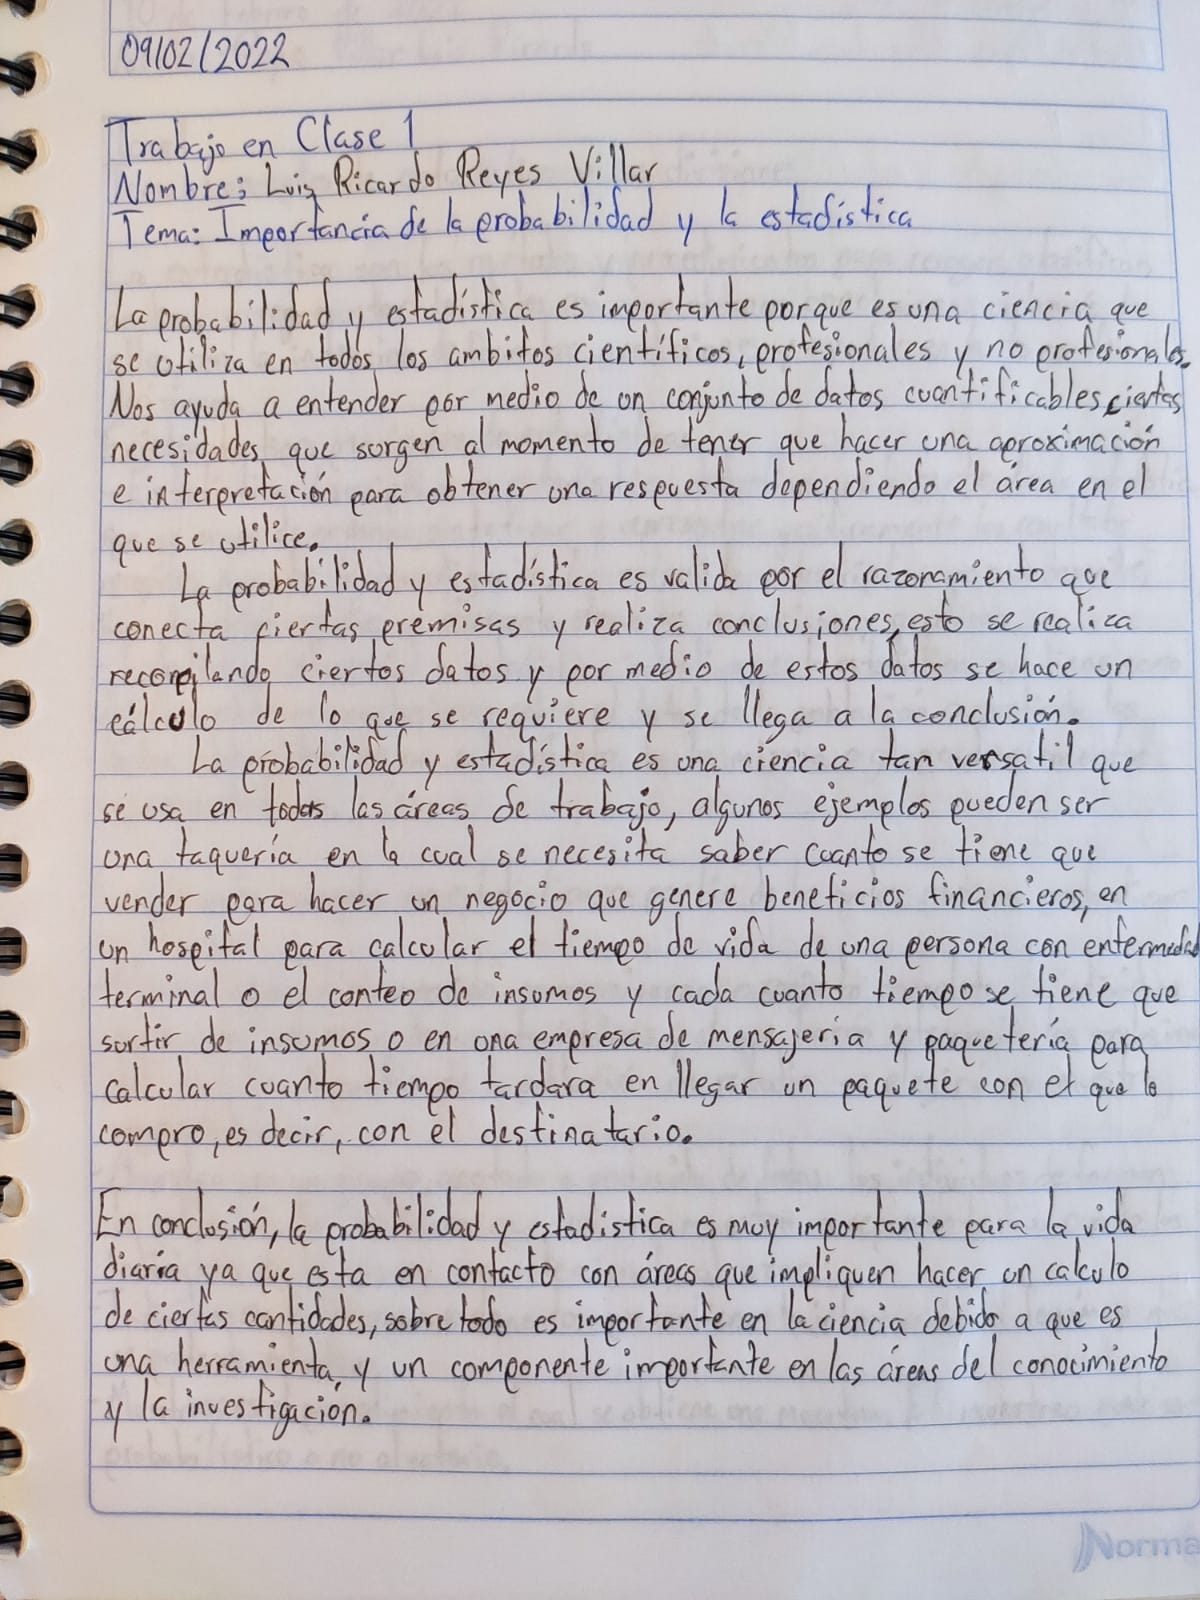 09/02/2022
Trabajo en Clase 1
Nombre: Luis Ricardo Reyes Villar
Tema: Importancia de la probabilidad y la estadistica
La probabilidad y estadística es importante porque es una ciencia que
se utiliza en todos los ambitos científicos, profesionales y no profesionales.
Nos ayuda a entender por medio de un conjunto de datos cuantificables ciertas
necesidades que surgen al momento de tener que hacer una aproximación
e interpretación para obtener una respuesta dependiendo el área en el
que se utilice.
La probabilidad y estadística es valida por el razonamiento que
conecta ciertas premisas y realiza conclusiones, esto se realiza
recopilando ciertos datos y por medio de estos datos se hace un
cálculo de lo que se requiere y se llega a la conclusión.
La probabilidad y estadística es una ciencia tan versatil que
se usa en todas las áreas de trabajo, algunos ejemplos pueden ser
una taquería en la cual se necesita saber cuanto se tiene que
vender para hacer un negocio que genere beneficios financieros, en
un hospital para calcular el tiempo de vida de una persona con enfermedad
terminal o el conteo de insumos y cada cuanto tiempo se tiene que
surtir de insumos o en una empresa de mensajería y paquetería para
calcular cuanto tiempo tardara en llegar un paquete con el que lo
compro, es decir, con el destinatario.
En conclusión, la probabilidad y estadística es muy importante para la vida
diaria ya que esta en contacto con áreas que impliquen hacer un calculo
de ciertas cantidades, sobre todo es importante en la ciencia debido a que es
una herramienta y un componente importante en las áreas del conocimiento
y la investigación.
Norma